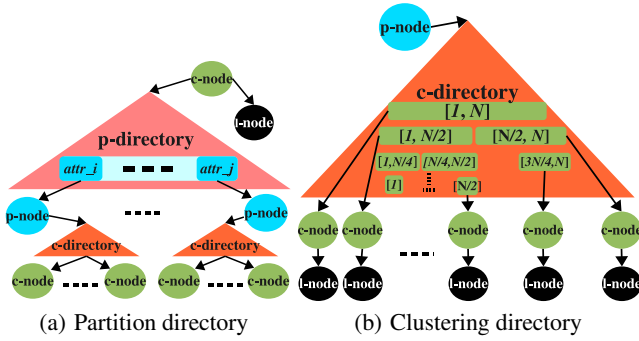 c-node
l-node
p-directory
attr_i
attr_j
p-node
p-node
c-directory
c-directory
c-node
c-node
c-node
c-node
(a) Partition directory
p-node
c-directory
[1, N]
[1, N/2]
[N/2, N]
[1,N/4]
[N/4,N/2]
[3N/4,N]
[1]
[N/2]
c-node
c-node
c-node
c-node
c-node
l-node
l-node
l-node
l-node
l-node
(b) Clustering directory